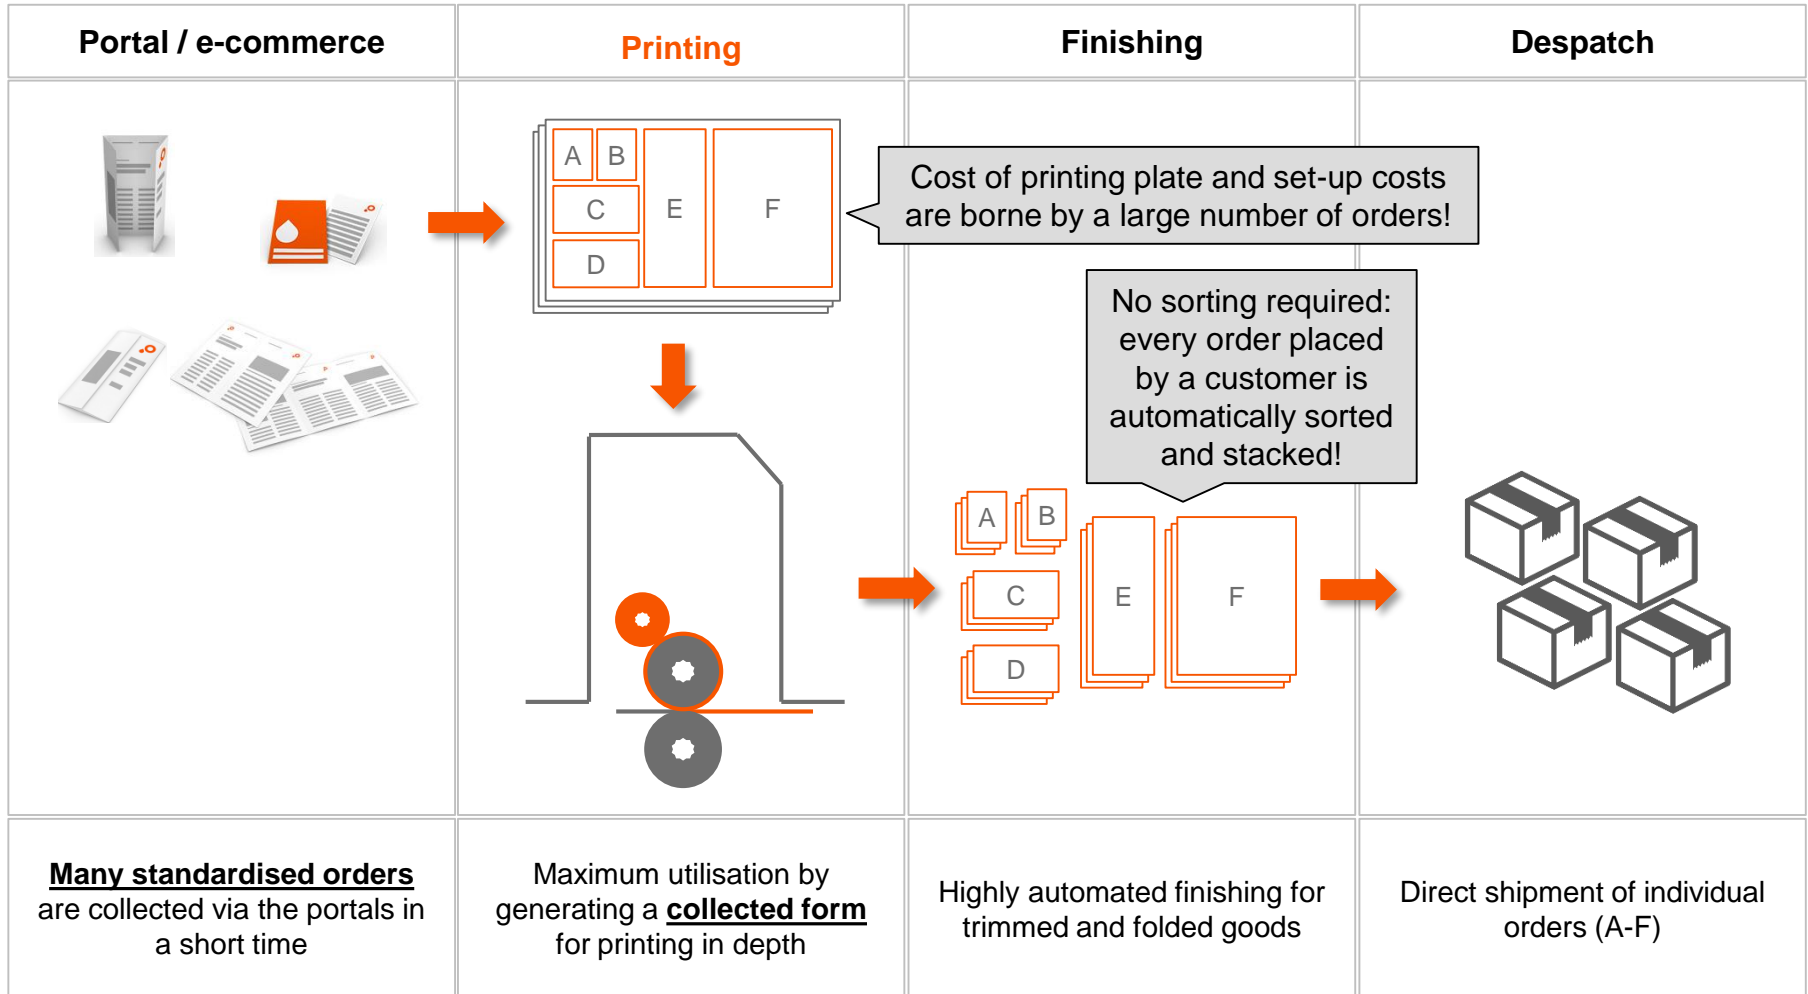 Portal / e-commerce
Printing
Finishing
Despatch
A
B
C
D
E
F
Cost of printing plate and set-up costs
are borne by a large number of orders!
No sorting required:
every order placed
by a customer is
automatically sorted
and stacked!
A
B
C
D
E
F
Many standardised orders
are collected via the portals in
a short time
Maximum utilisation by
generating a collected form
for printing in depth
Highly automated finishing for
trimmed and folded goods
Direct shipment of individual
orders (A-F)